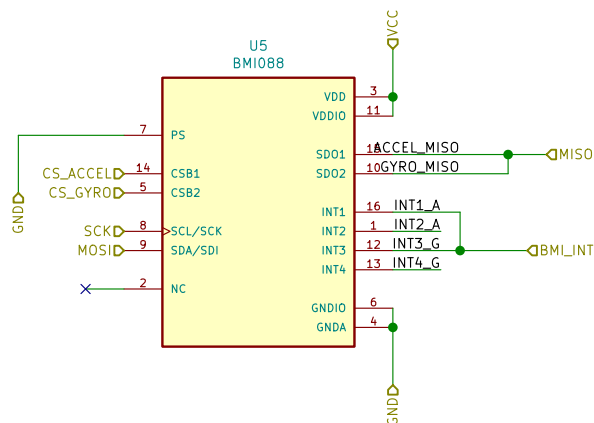 VCC
U5
BMI088
3 VDD
11 VDDIO
7 PS
15 SDO1 ACCEL_MISO
MISO
CS_ACCEL 14 CSB1
10 SDO2 GYRO_MISO
CS_GYRO 5 CSB2
16 INT1 INT1_A
SCK 8 SCL/SCK
1 INT2 INT2_A
MOSI 9 SDA/SDI
12 INT3 INT3_G
BMI_INT
13 INT4 INT4_G
2 NC
6 GNDIO
4 GNDA
GND
GND